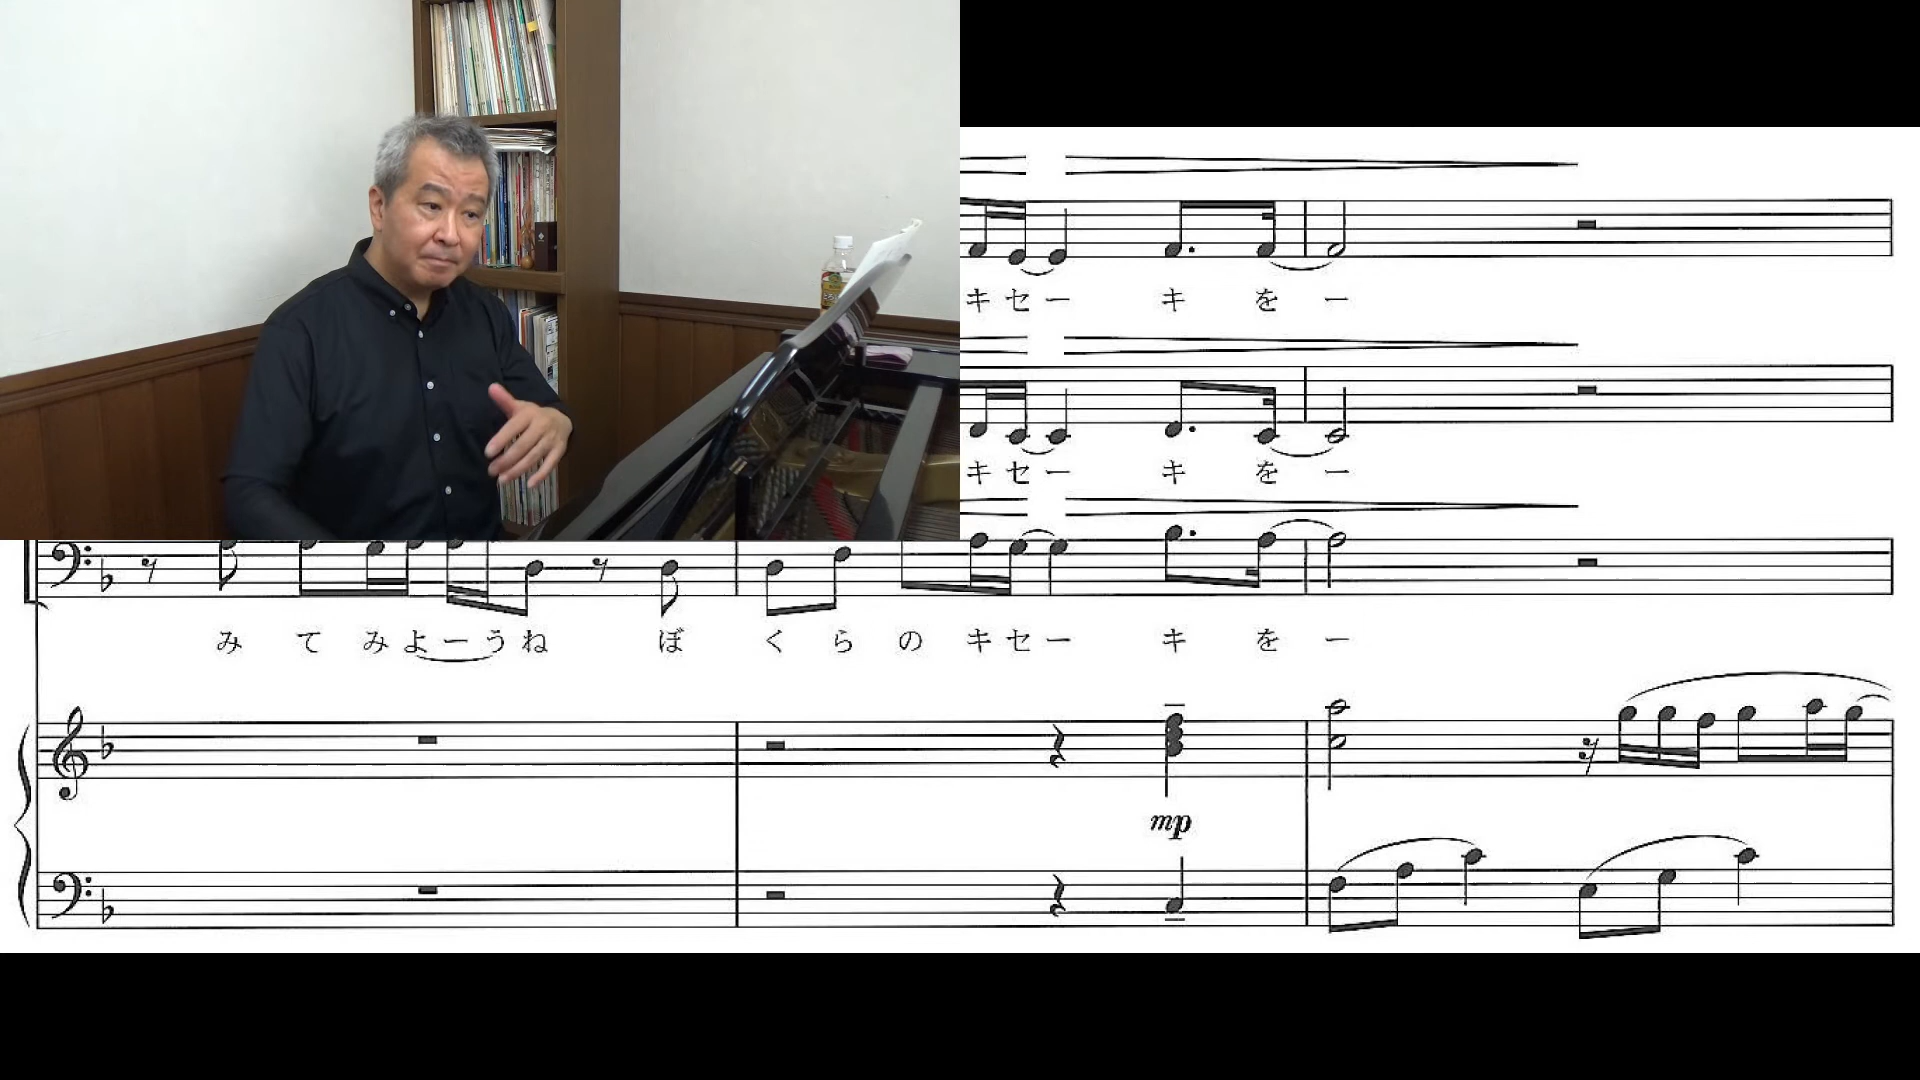 キ セ ー キ を ー
キ セ ー キ を ー
み て み よ ー う ね ぼ く ら の キ セ ー キ を ー
mp